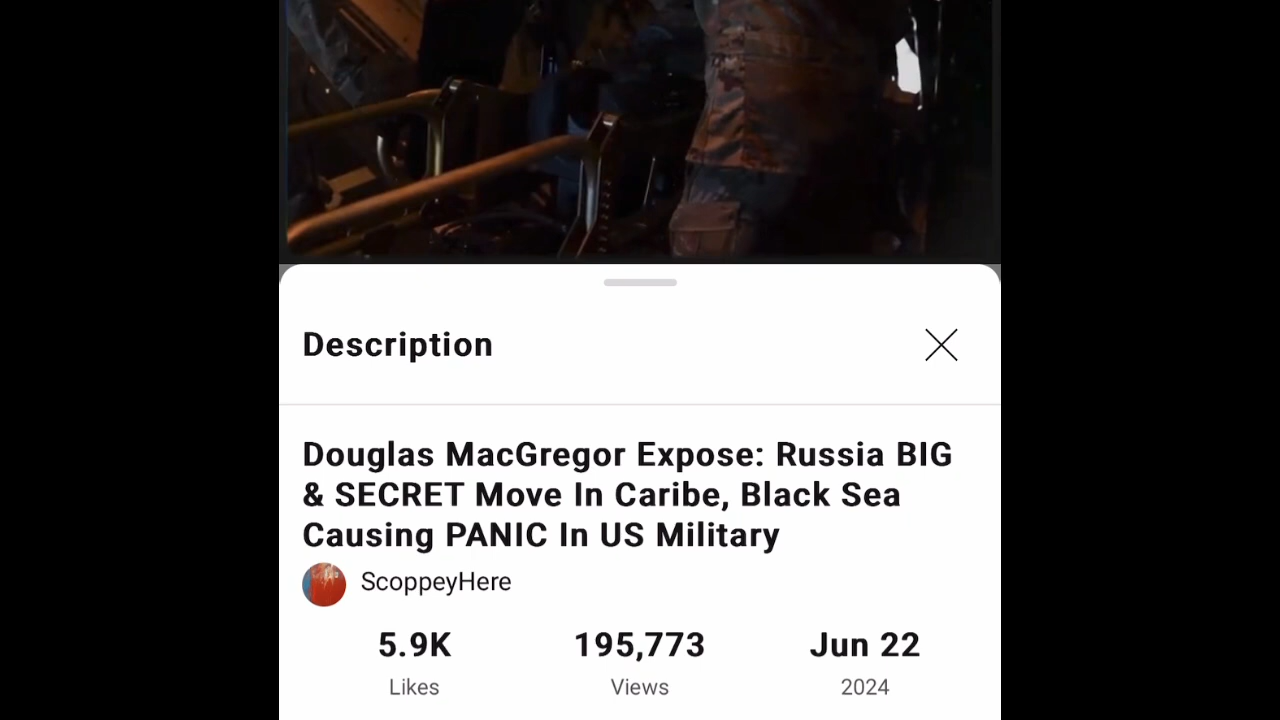 Description
Douglas MacGregor Expose: Russia BIG
& SECRET Move In Caribe, Black Sea
Causing PANIC In US Military
ScoppeyHere
5.9K 195,773 Jun 22
Likes Views 2024